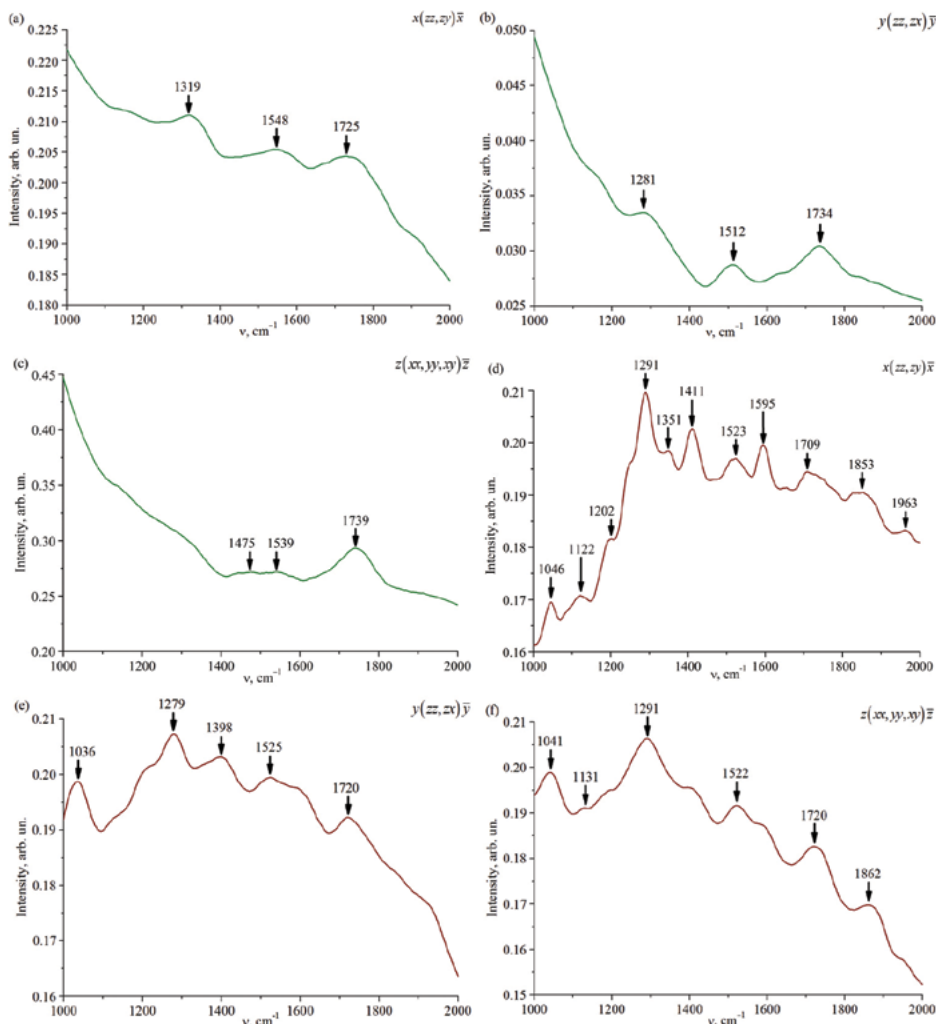 (a)
x(zz,zy)x̅
Intensity, arb. un.
0.225
0.220
0.215
0.210
0.205
0.200
0.195
0.190
0.185
0.180
1319
1548
1725
1000 1200 1400 1600 1800 2000
ν, cm⁻¹
(b)
y(zz,zx)y̅
Intensity, arb. un.
0.050
0.045
0.040
0.035
0.030
0.025
1281
1512
1734
1000 1200 1400 1600 1800 2000
ν, cm⁻¹
(c)
z(xx,yy,xy)z̅
Intensity, arb. un.
0.45
0.40
0.35
0.30
0.25
0.20
1475
1539
1739
1000 1200 1400 1600 1800 2000
ν, cm⁻¹
(d)
x(zz,zy)x̅
Intensity, arb. un.
0.21
0.20
0.19
0.18
0.17
0.16
1046
1122
1202
1291
1351
1411
1523
1595
1709
1853
1963
1000 1200 1400 1600 1800 2000
ν, cm⁻¹
(e)
y(zz,zx)y̅
Intensity, arb. un.
0.21
0.20
0.19
0.18
0.17
0.16
1036
1279
1398
1525
1720
1000 1200 1400 1600 1800 2000
ν, cm⁻¹
(f)
z(xx,yy,xy)z̅
Intensity, arb. un.
0.21
0.20
0.19
0.18
0.17
0.16
0.15
1041
1131
1291
1522
1720
1862
1000 1200 1400 1600 1800 2000
ν, cm⁻¹